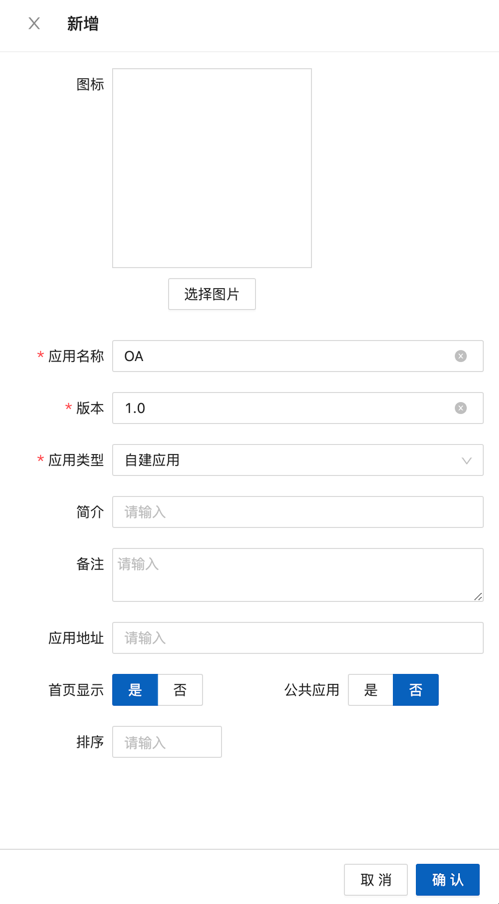 新增
图标
选择图片
* 应用名称 OA
* 版本 1.0
* 应用类型 自建应用
简介 请输入
备注 请输入
应用地址 请输入
首页显示 是 否 公共应用 是 否
排序 请输入
取 消 确 认